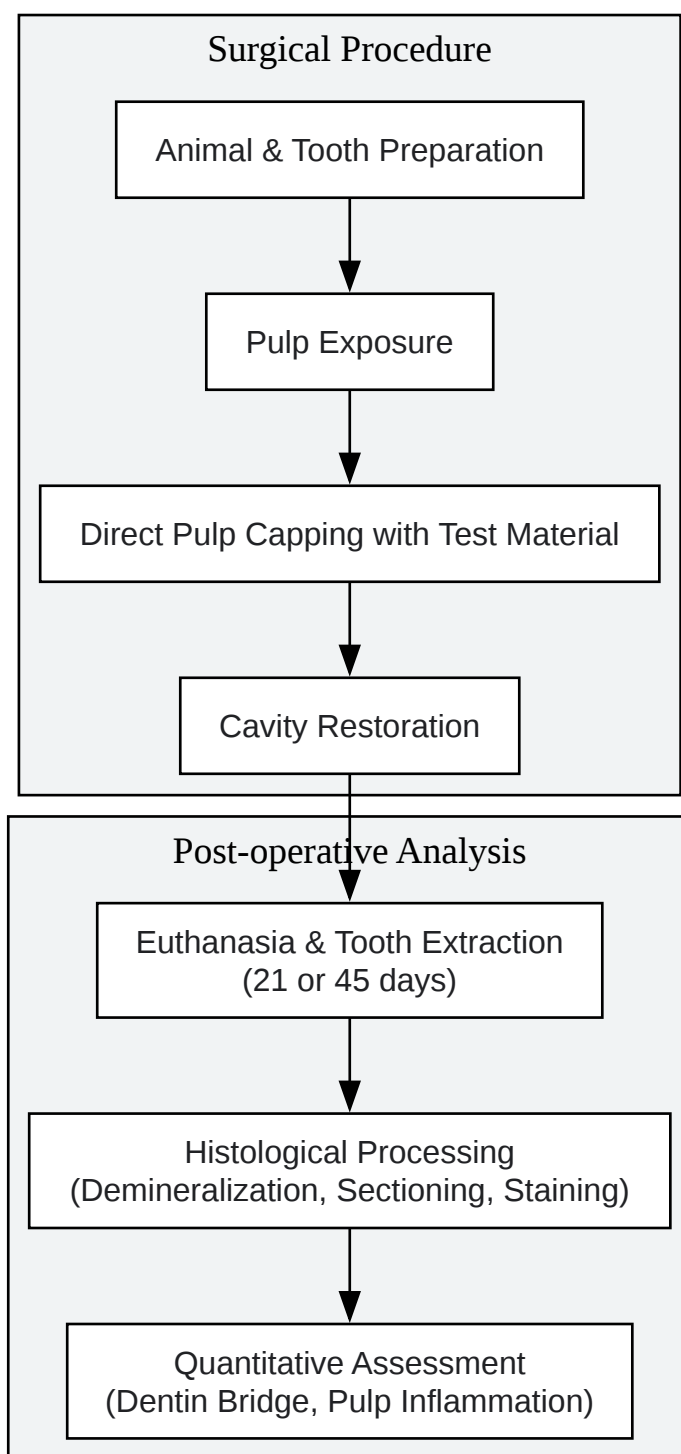 Surgical Procedure
Animal & Tooth Preparation
Pulp Exposure
Direct Pulp Capping with Test Material
Cavity Restoration
Post-operative Analysis
Euthanasia & Tooth Extraction
(21 or 45 days)
Histological Processing
(Demineralization, Sectioning, Staining)
Quantitative Assessment
(Dentin Bridge, Pulp Inflammation)